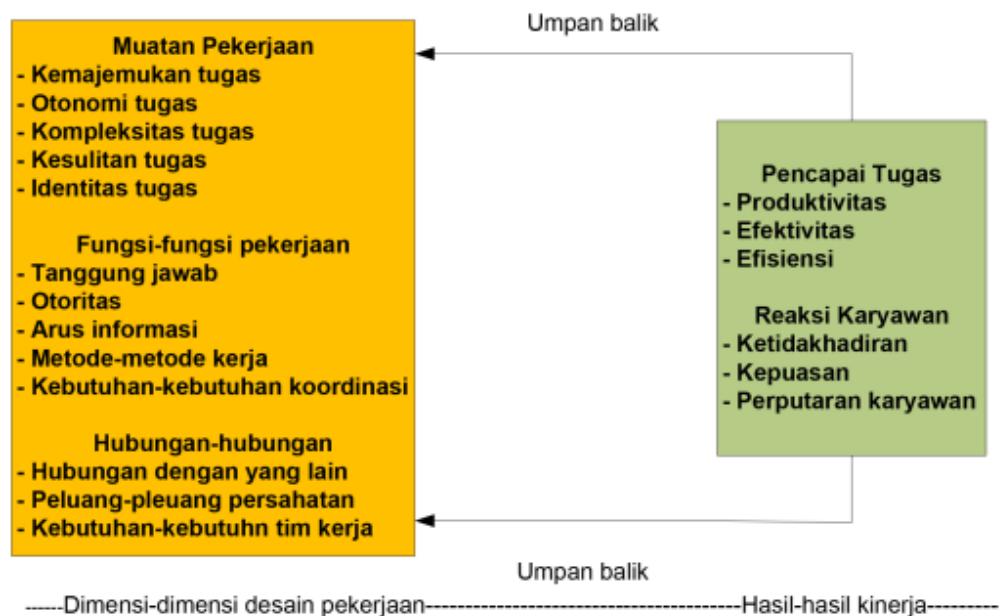 Umpan balik
Muatan Pekerjaan
- Kemajemukan tugas
- Otonomi tugas
- Kompleksitas tugas
- Kesulitan tugas
- Identitas tugas
Fungsi-fungsi pekerjaan
- Tanggung jawab
- Otoritas
- Arus informasi
- Metode-metode kerja
- Kebutuhan-kebutuhan koordinasi
Hubungan-hubungan
- Hubungan dengan yang lain
- Peluang-pleuang persahatan
- Kebutuhan-kebutuhn tim kerja
Pencapai Tugas
- Produktivitas
- Efektivitas
- Efisiensi
Reaksi Karyawan
- Ketidakhadiran
- Kepuasan
- Perputaran karyawan
Umpan balik
------Dimensi-dimensi desain pekerjaan----------------------------------------Hasil-hasil kinerja---------